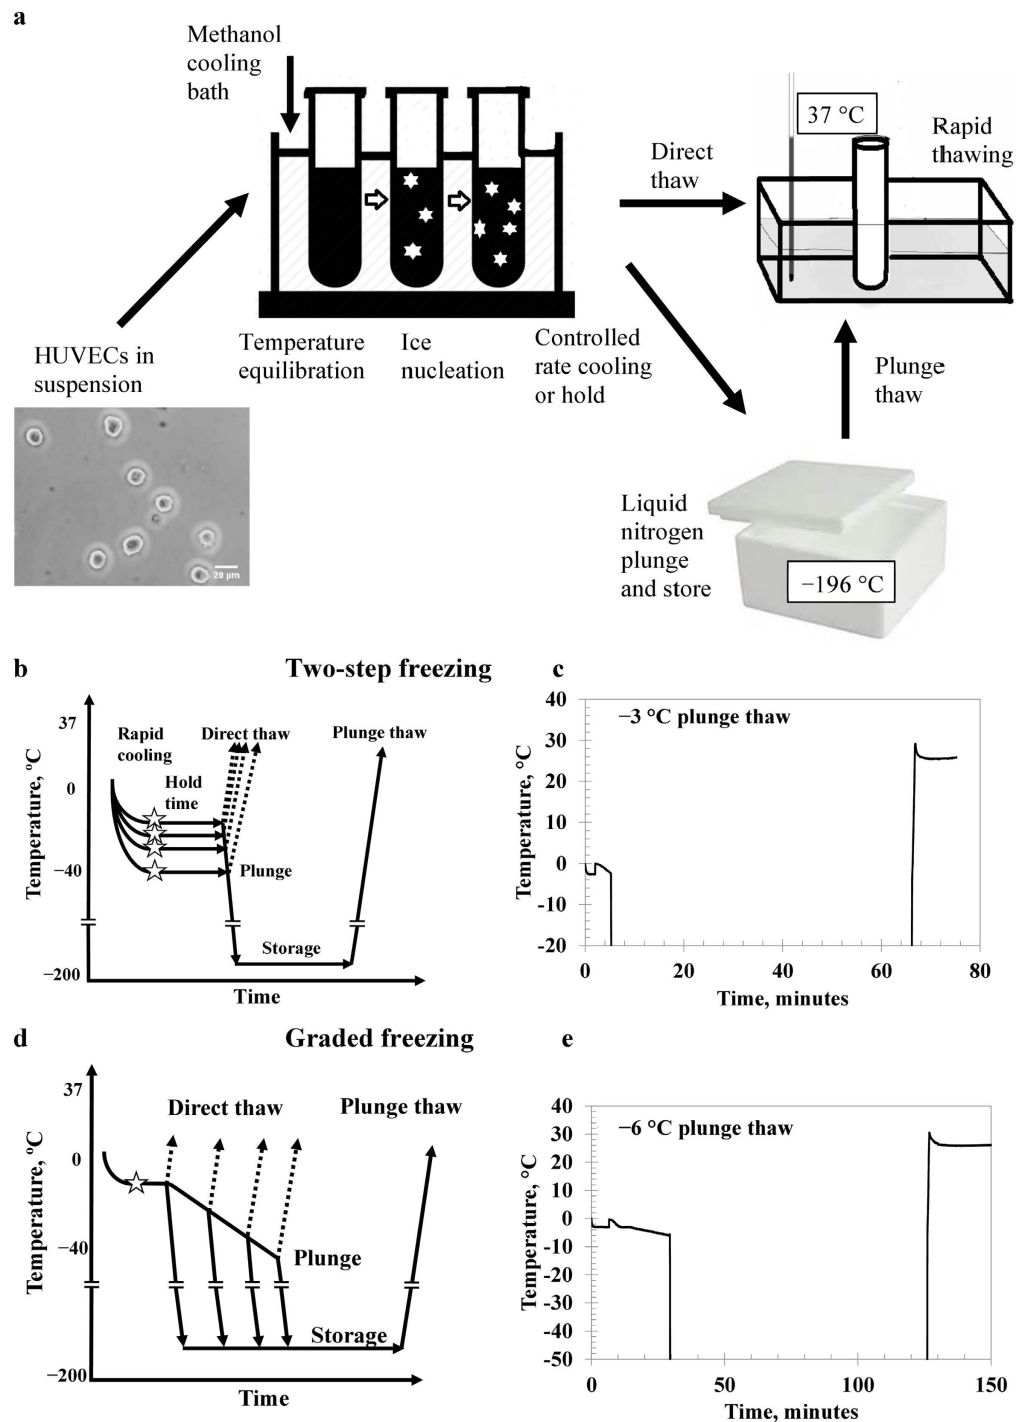 a
Methanol
cooling
bath
37 °C
Rapid
thawing
Direct
thaw
HUVECs in
suspension
Temperature
equilibration
Ice
nucleation
Controlled
rate cooling
or hold
Plunge
thaw
20 μm
Liquid
nitrogen
plunge
and store
−196 °C
b
Two-step freezing
37
0
−40
−200
Temperature, °C
Rapid
cooling
Hold
time
Direct thaw
Plunge thaw
Plunge
Storage
Time
c
−3 °C plunge thaw
40
30
20
10
0
-10
-20
Temperature, °C
0 20 40 60 80
Time, minutes
d
Graded freezing
37
0
−40
−200
Temperature, °C
Direct thaw
Plunge thaw
Plunge
Storage
Time
e
−6 °C plunge thaw
40
30
20
10
0
-10
-20
-30
-40
-50
Temperature, °C
0 50 100 150
Time, minutes